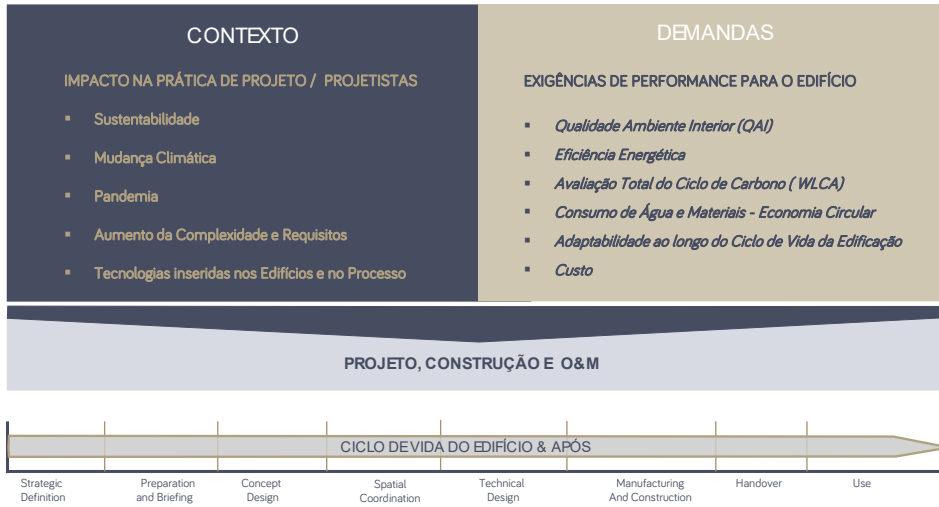 CONTEXTO
IMPACTO NA PRÁTICA DE PROJETO / PROJETISTAS
▪ Sustentabilidade
▪ Mudança Climática
▪ Pandemia
▪ Aumento da Complexidade e Requisitos
▪ Tecnologias inseridas nos Edifícios e no Processo
DEMANDAS
EXIGÊNCIAS DE PERFORMANCE PARA O EDIFÍCIO
▪ Qualidade Ambiente Interior (QAI)
▪ Eficiência Energética
▪ Avaliação Total do Ciclo de Carbono ( WLCA)
▪ Consumo de Água e Materiais - Economia Circular
▪ Adaptabilidade ao longo do Ciclo de Vida da Edificação
▪ Custo
PROJETO, CONSTRUÇÃO E O&M
CICLO DE VIDA DO EDIFÍCIO & APÓS
Strategic
Definition
Preparation
and Briefing
Concept
Design
Spatial
Coordination
Technical
Design
Manufacturing
And Construction
Handover
Use